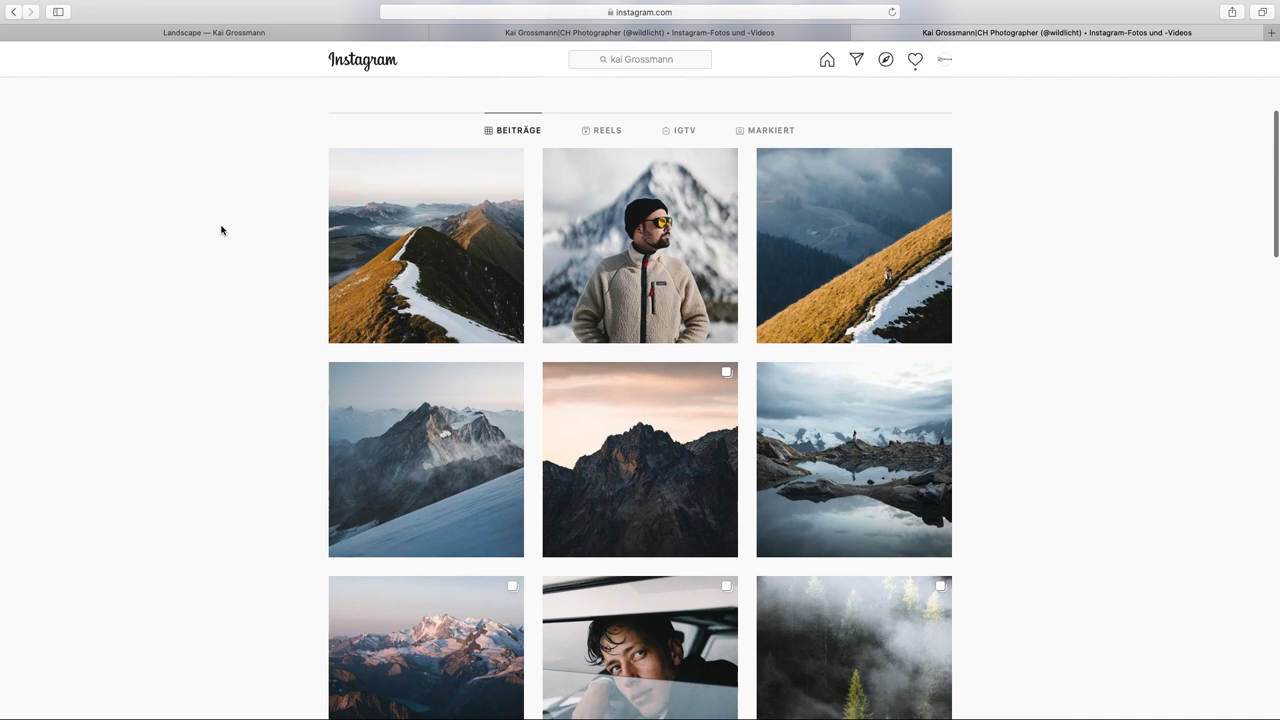 instagram.com
Landscape — Kai Grossmann
Kai Grossmann|CH Photographer (@wildlicht) • Instagram-Fotos und -Videos
Kai Grossmann|CH Photographer (@wildlicht) • Instagram-Fotos und -Videos
Instagram
kai Grossmann
BEITRÄGE
REELS
IGTV
MARKIERT